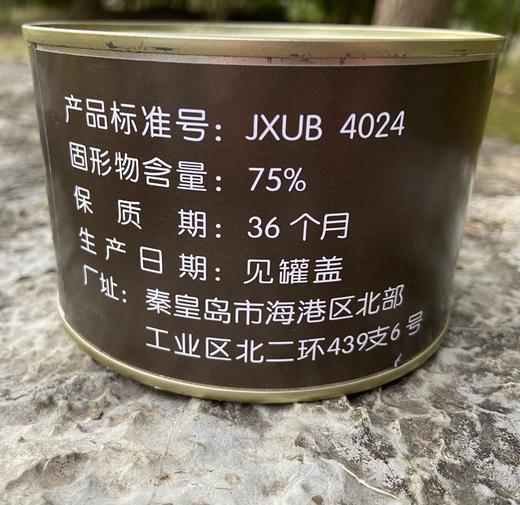 产品标准号：JXUB 4024
固形物含量：75%
保质期：36个月
生产日期：见罐盖
厂址：秦皇岛市海港区北部
工业区北二环439支6号